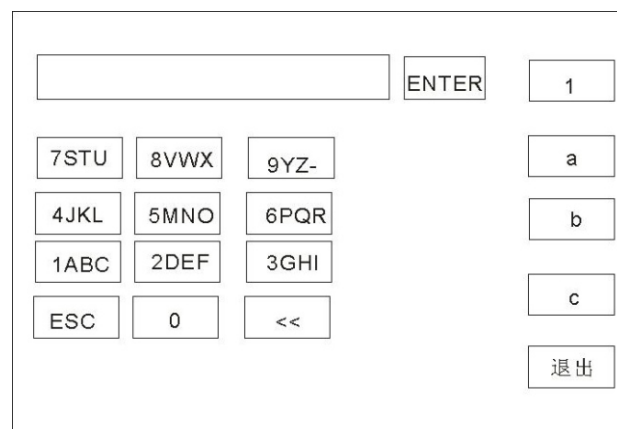 ENTER 1
7STU 8VWX 9YZ- a
4JKL 5MNO 6PQR b
1ABC 2DEF 3GHI
ESC 0 << c
退出